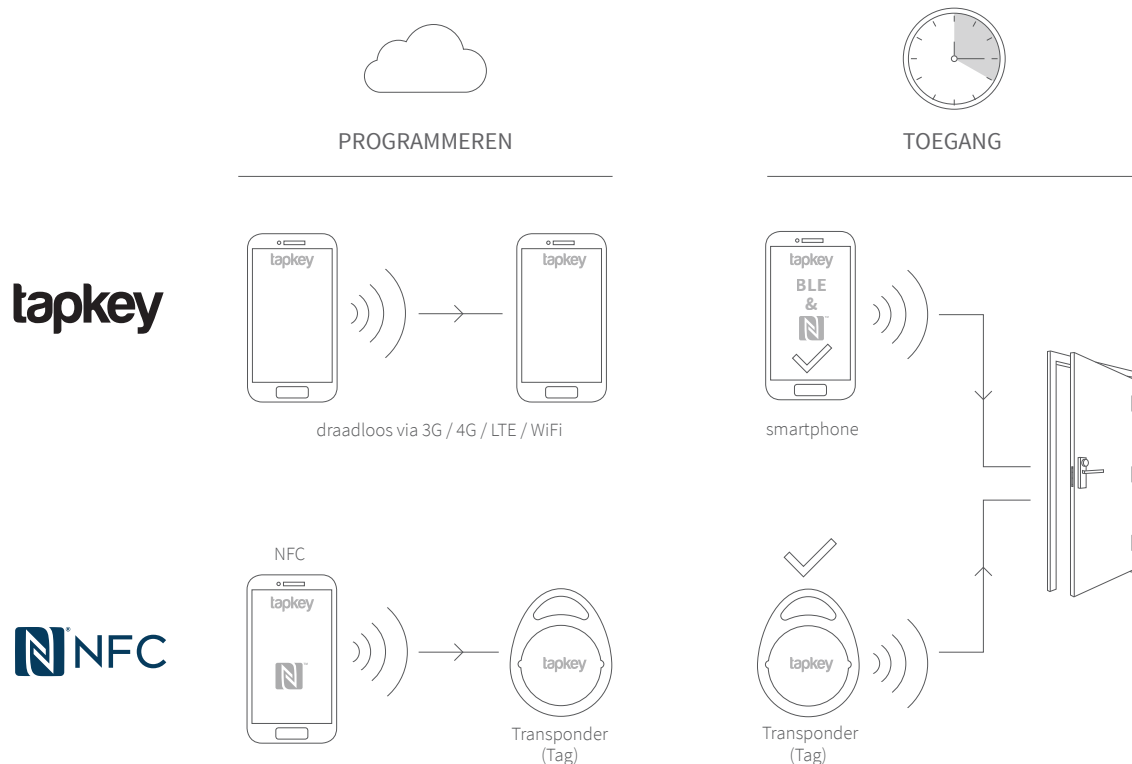 PROGRAMMEREN
TOEGANG
tapkey
tapkey
tapkey
tapkey
BLE
&
draadloos via 3G / 4G / LTE / WiFi
smartphone
NFC
NFC
tapkey
tapkey
Transponder
(Tag)
tapkey
Transponder
(Tag)